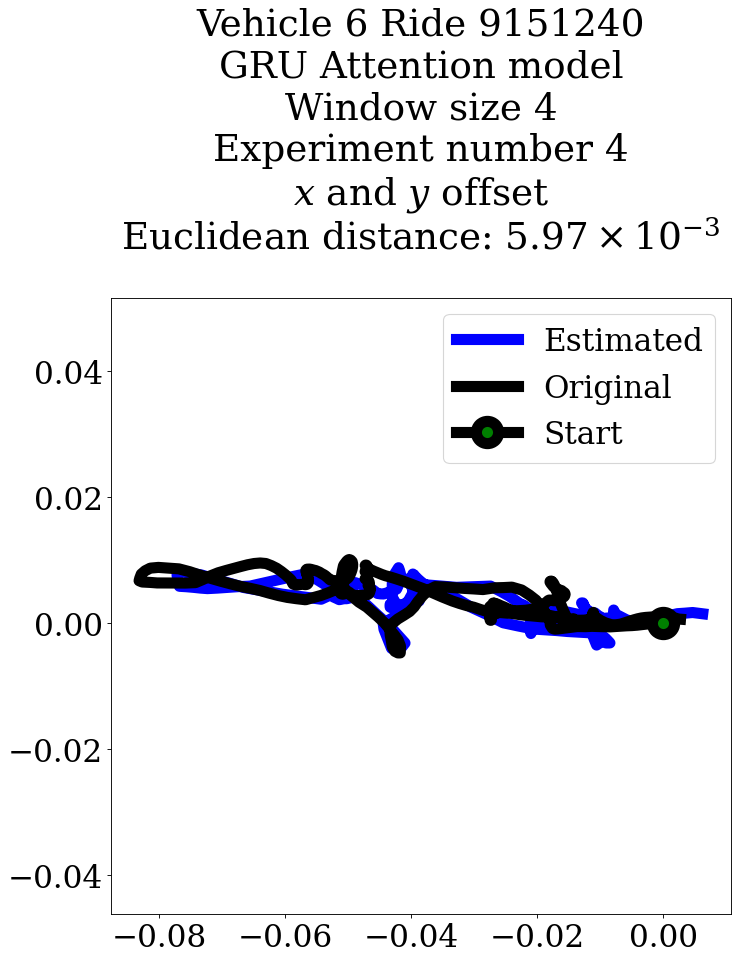 Vehicle 6 Ride 9151240
GRU Attention model
Window size 4
Experiment number 4
x and y offset
Euclidean distance: 5.97 × 10⁻³
Estimated
Original
Start
0.04
0.02
0.00
−0.02
−0.04
−0.08 −0.06 −0.04 −0.02 0.00